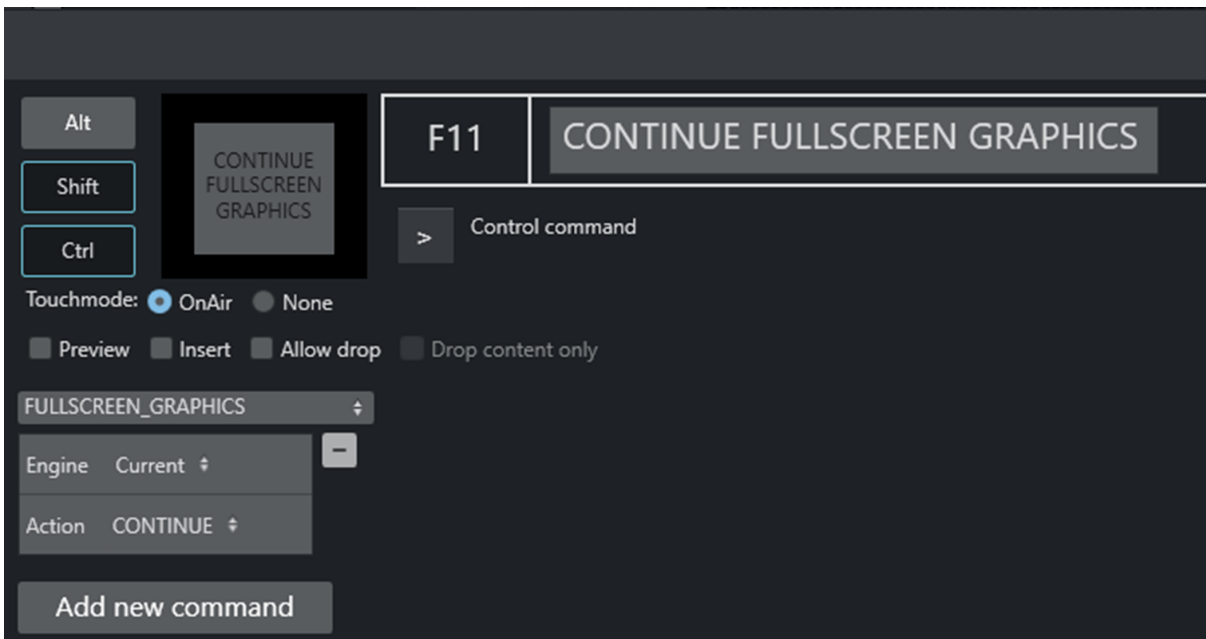 Alt
Shift
Ctrl
CONTINUE
FULLSCREEN
GRAPHICS
F11
CONTINUE FULLSCREEN GRAPHICS
>
Control command
Touchmode: OnAir None
Preview Insert Allow drop Drop content only
FULLSCREEN_GRAPHICS
Engine Current
−
Action CONTINUE
Add new command